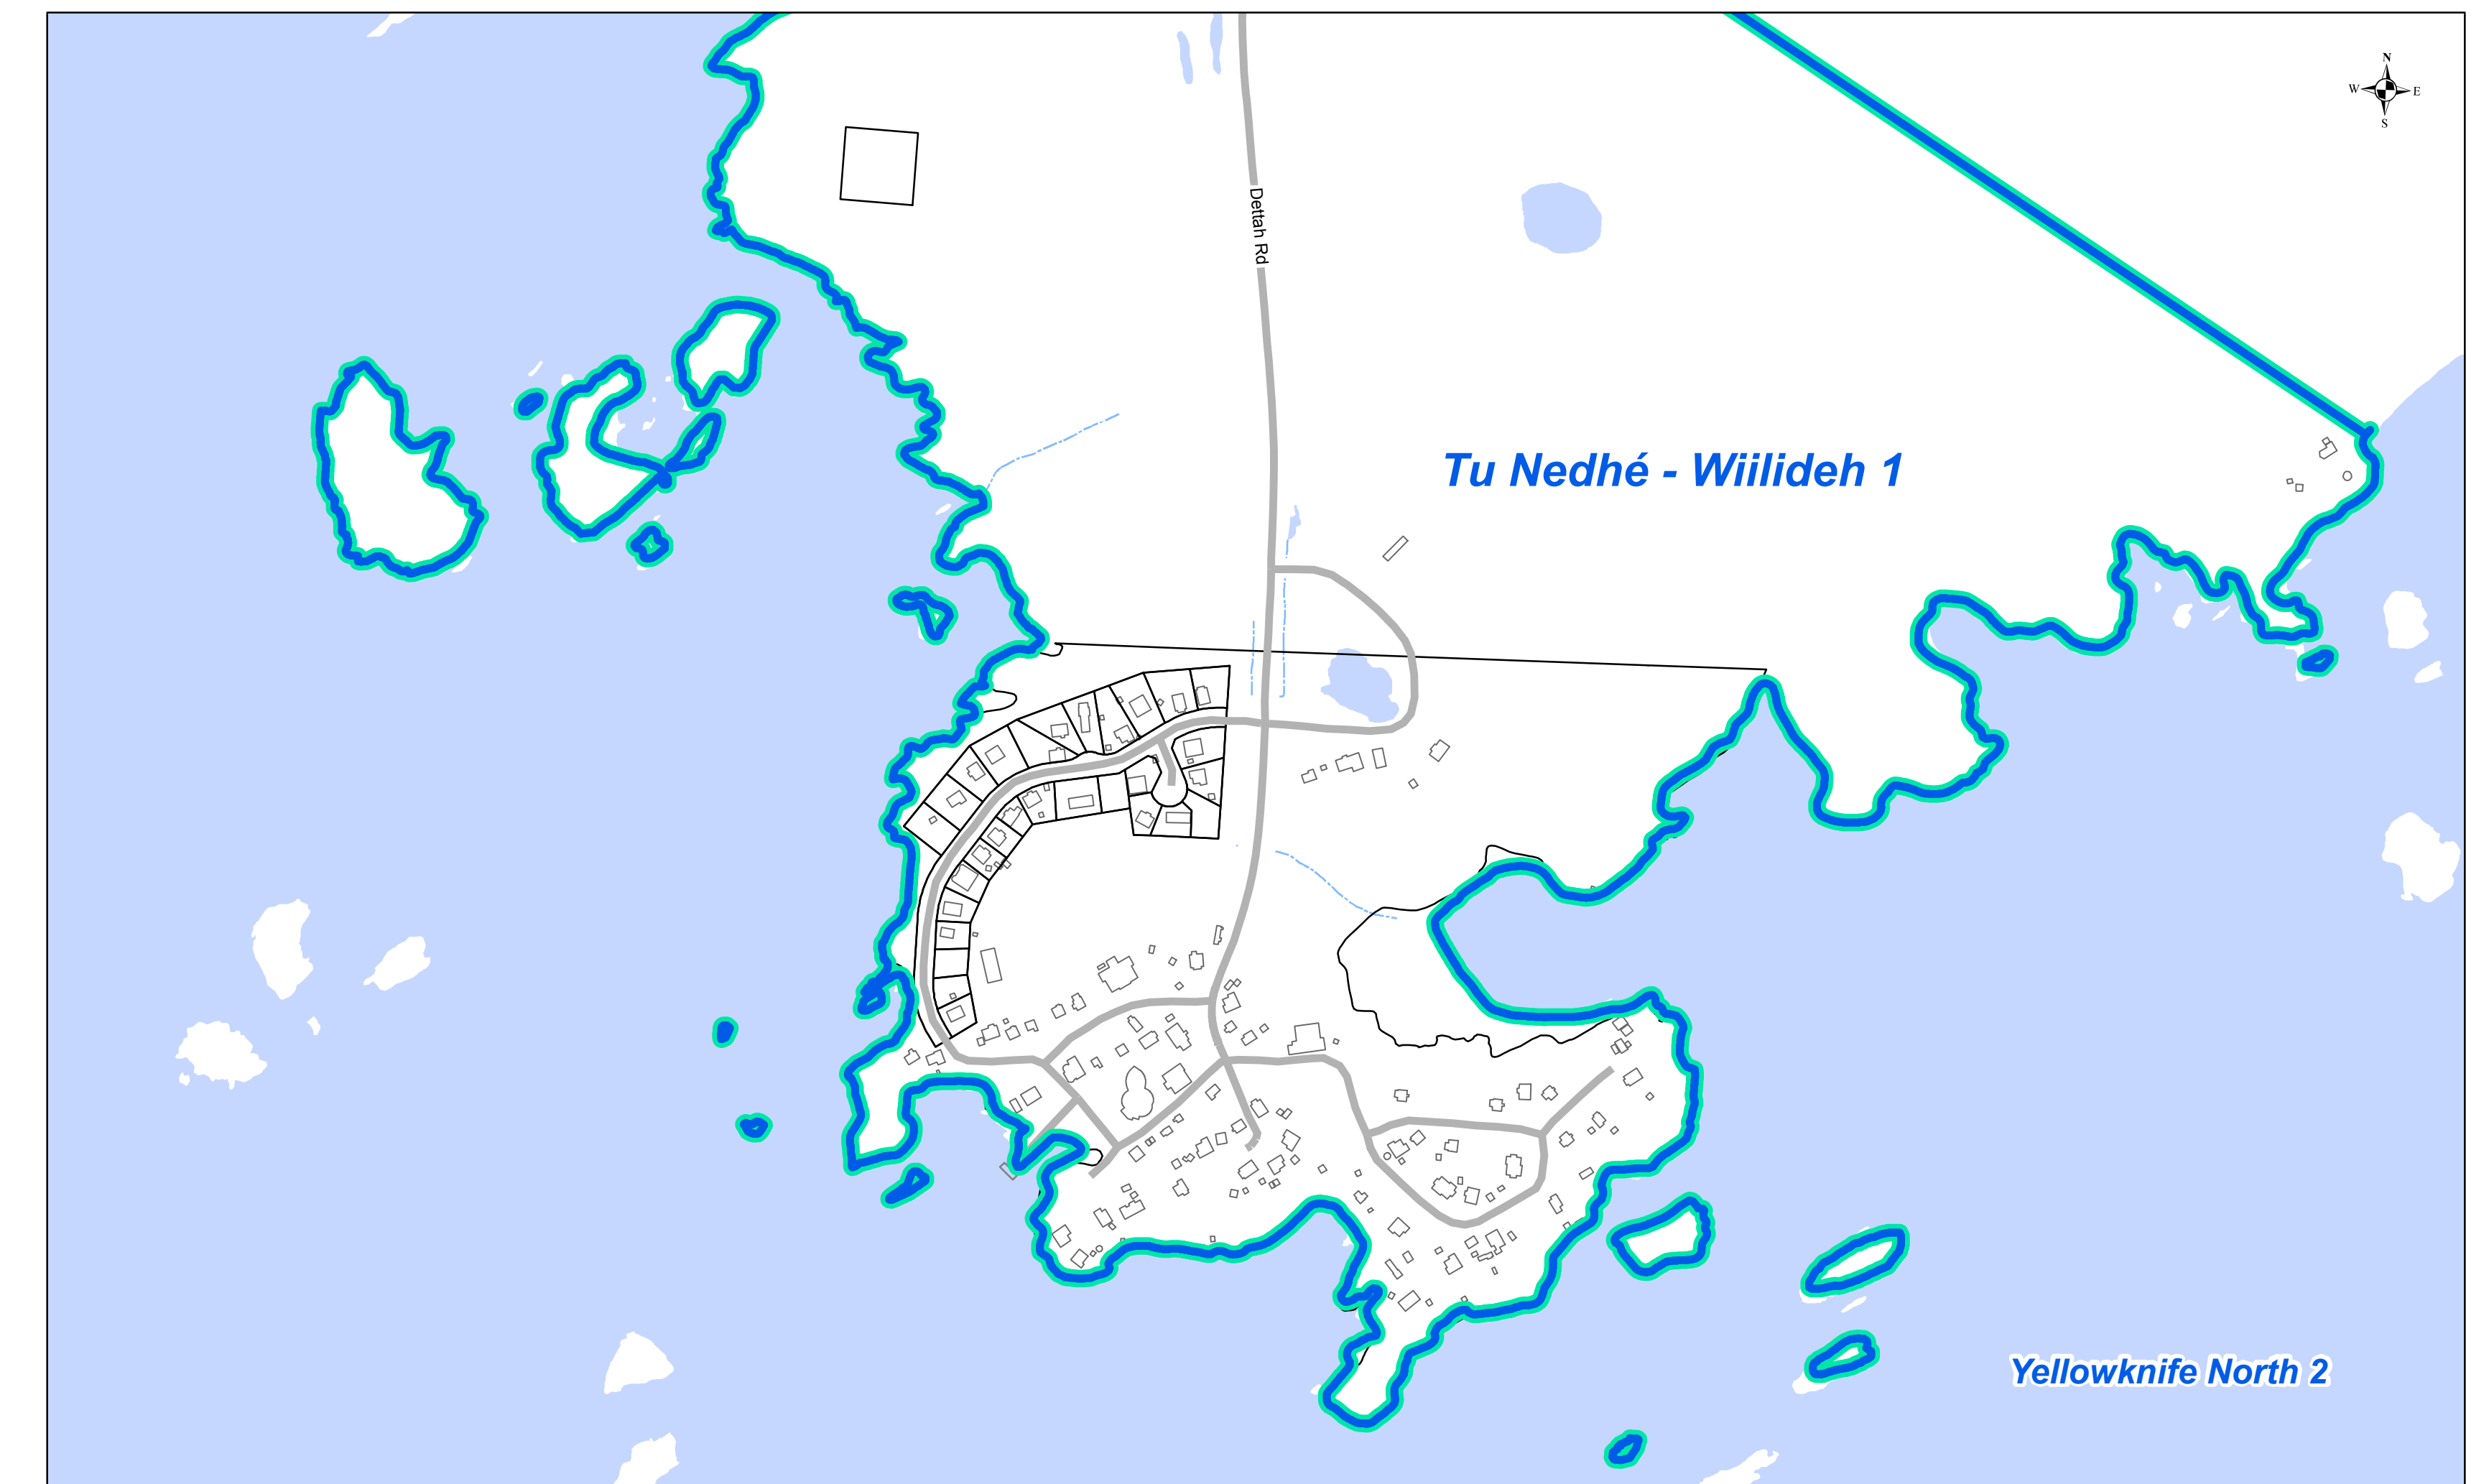 N
W E
S
Dettah Rd
Tu Nedhé - Wiilideh 1
Yellowknife North 2